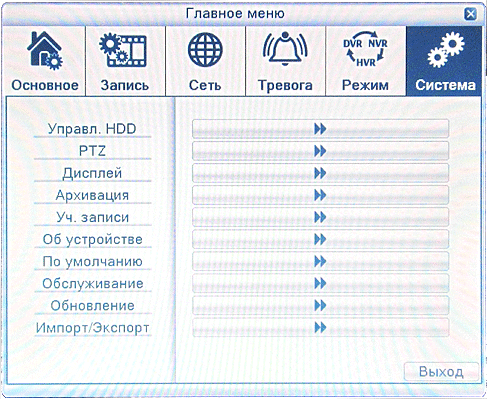 Главное меню
DVR NVR
HVR
Основное Запись Сеть Тревога Режим Система
Управл. HDD
PTZ
Дисплей
Архивация
Уч. записи
Об устройстве
По умолчанию
Обслуживание
Обновление
Импорт/Экспорт
Выход